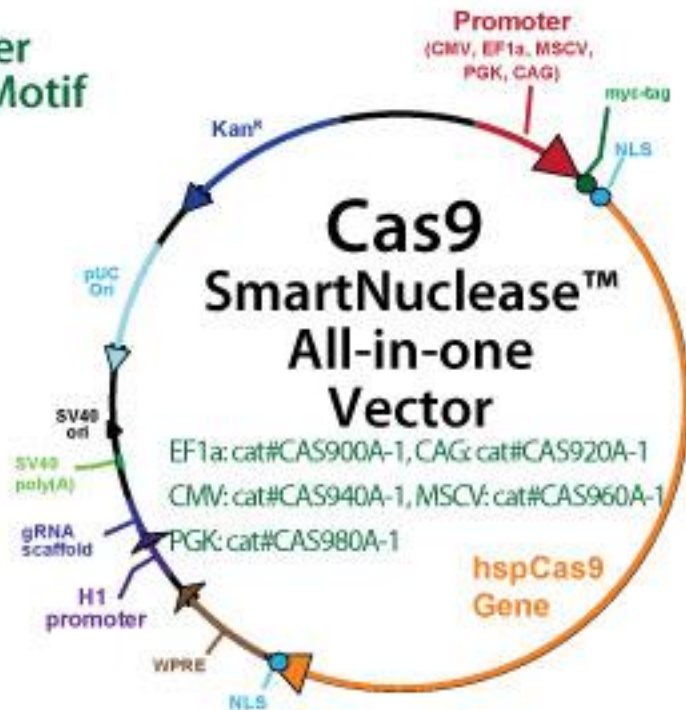 er
Motif
Promoter
(CMV, EF1a, MSCV,
PGK, CAG)
myc-tag
NLS
Kanᴿ
Cas9
SmartNuclease™
All-in-one
Vector
pUC
Ori
SV40
ori
EF1a: cat#CAS900A-1, CAG: cat#CAS920A-1
SV40
poly(A)
CMV: cat#CAS940A-1, MSCV: cat#CAS960A-1
gRNA
scaffold
PGK: cat#CAS980A-1
hspCas9
Gene
H1
promoter
WPRE
NLS